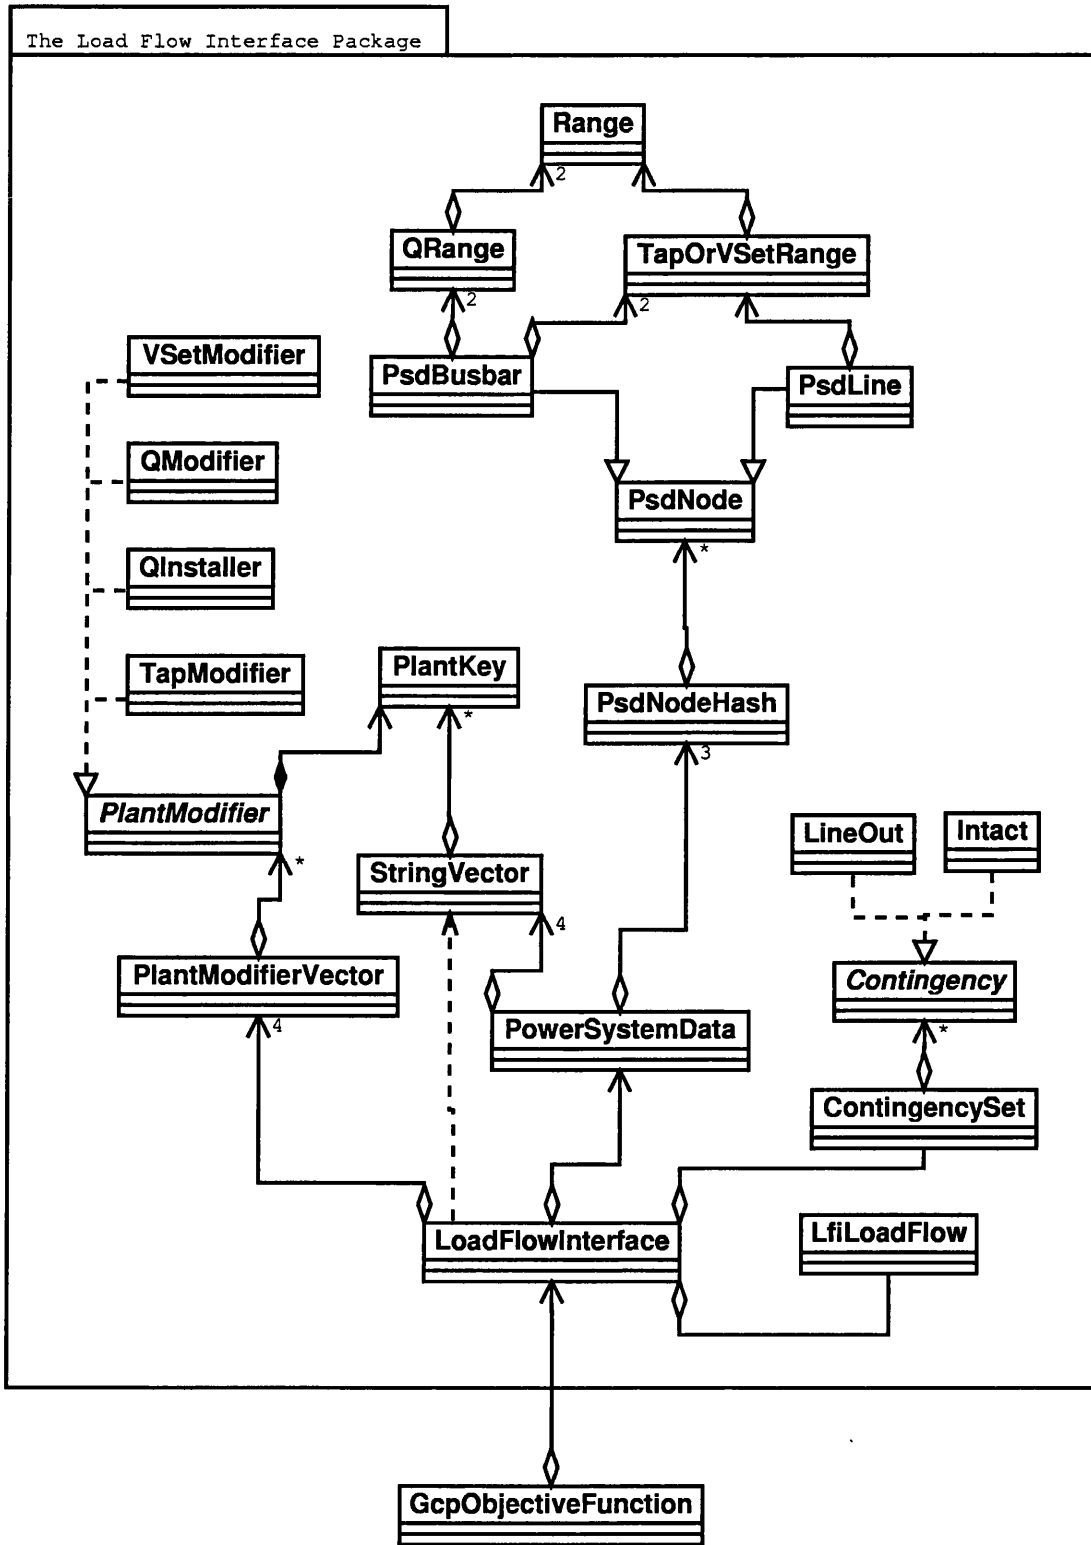 The Load Flow Interface Package
Range
2
QRange
TapOrVSetRange
2
2
VSetModifier
PsdBusbar
PsdLine
QModifier
PsdNode
*
QInstaller
TapModifier
PlantKey
*
PsdNodeHash
3
PlantModifier
*
LineOut
Intact
StringVector
4
PlantModifierVector
4
Contingency
*
PowerSystemData
ContingencySet
LoadFlowInterface
LfiLoadFlow
GcpObjectiveFunction